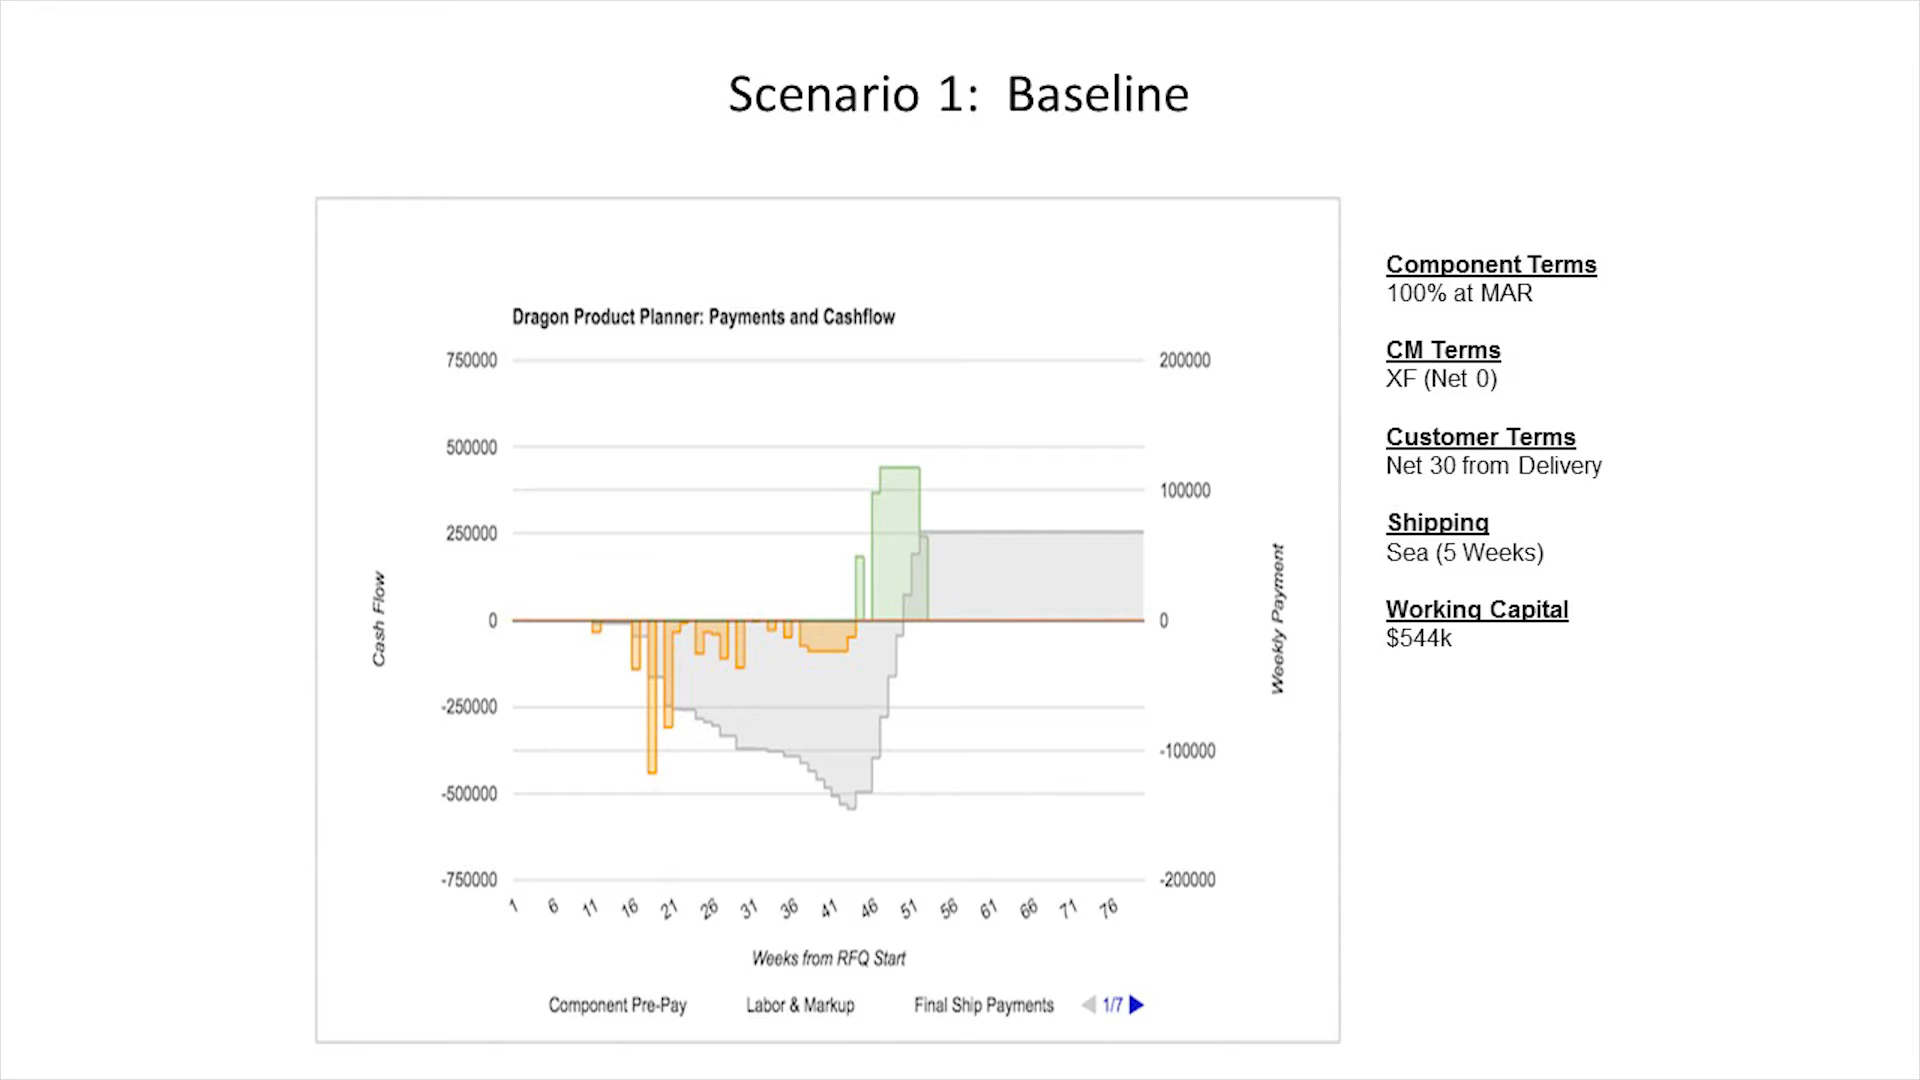 Scenario 1:  Baseline
Dragon Product Planner: Payments and Cashflow
750000
500000
250000
0
-250000
-500000
-750000
Cash Flow
200000
100000
0
-100000
-200000
Weekly Payment
1 6 11 16 21 26 31 36 41 46 51 56 61 66 71 76
Weeks from RFQ Start
Component Pre-Pay Labor & Markup Final Ship Payments 1/7
Component Terms
100% at MAR
CM Terms
XF (Net 0)
Customer Terms
Net 30 from Delivery
Shipping
Sea (5 Weeks)
Working Capital
$544k